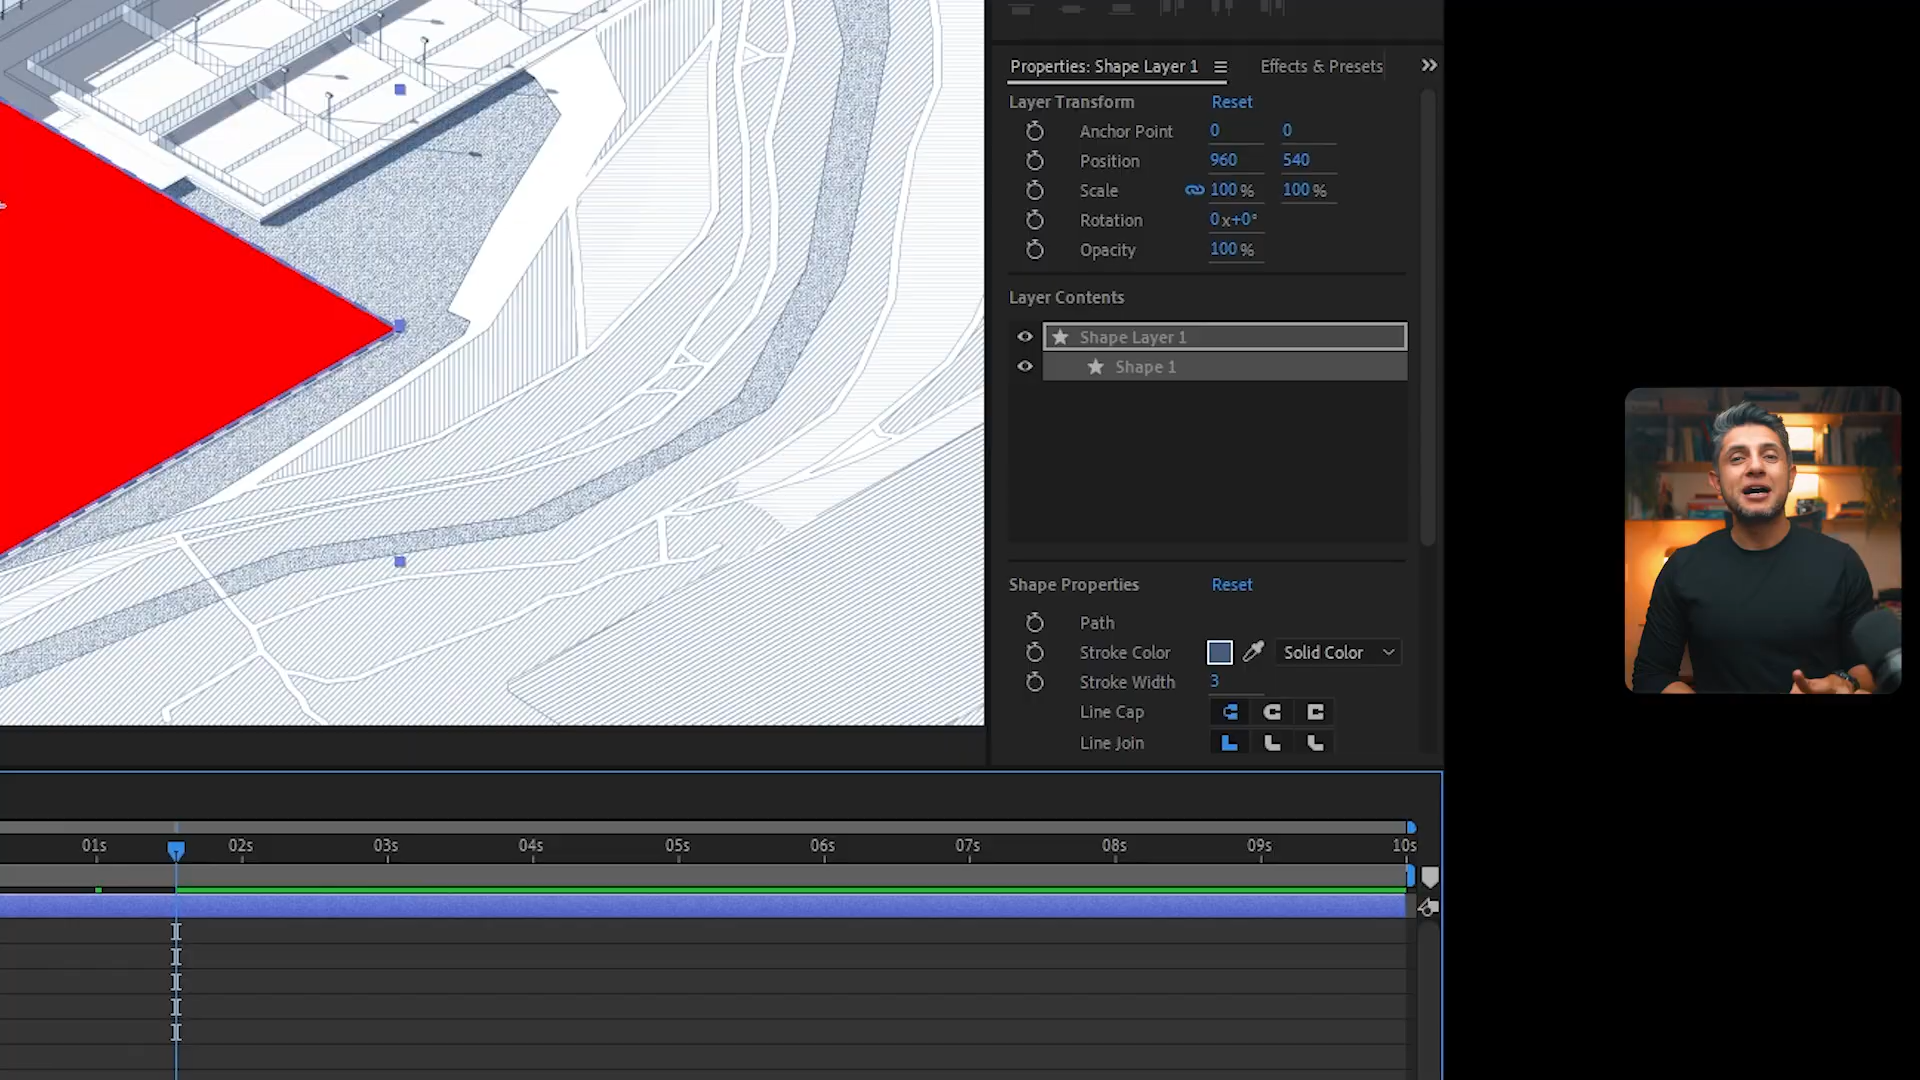 Properties: Shape Layer 1
Effects & Presets
Layer Transform Reset
Anchor Point 0 0
Position 960 540
Scale 100 % 100 %
Rotation 0x+0°
Opacity 100 %
Layer Contents
Shape Layer 1
Shape 1
Shape Properties Reset
Path
Stroke Color Solid Color
Stroke Width 3
Line Cap
Line Join
01s 02s 03s 04s 05s 06s 07s 08s 09s 10s